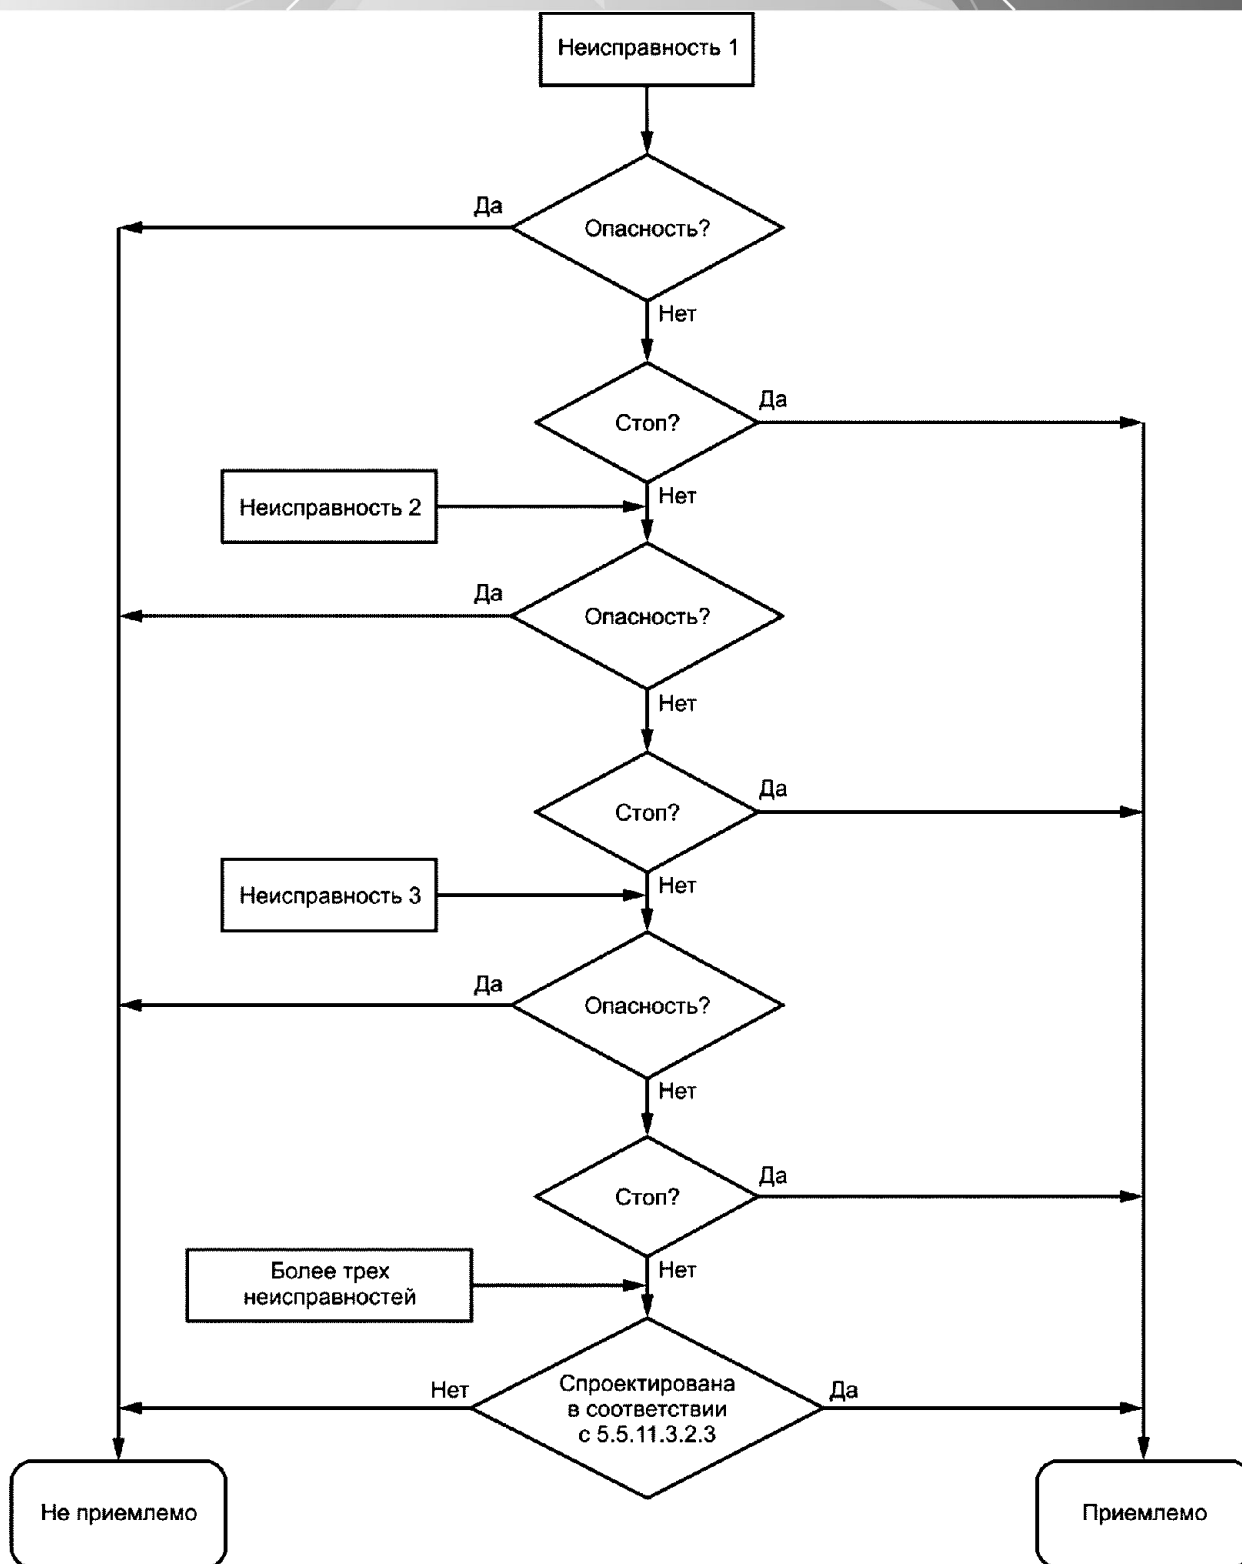 Неисправность 1
Да
Опасность?
Нет
Да
Стоп?
Нет
Неисправность 2
Да
Опасность?
Нет
Да
Стоп?
Нет
Неисправность 3
Да
Опасность?
Нет
Да
Стоп?
Нет
Более трех
неисправностей
Нет
Спроектирована
в соответствии
с 5.5.11.3.2.3
Да
Не приемлемо
Приемлемо